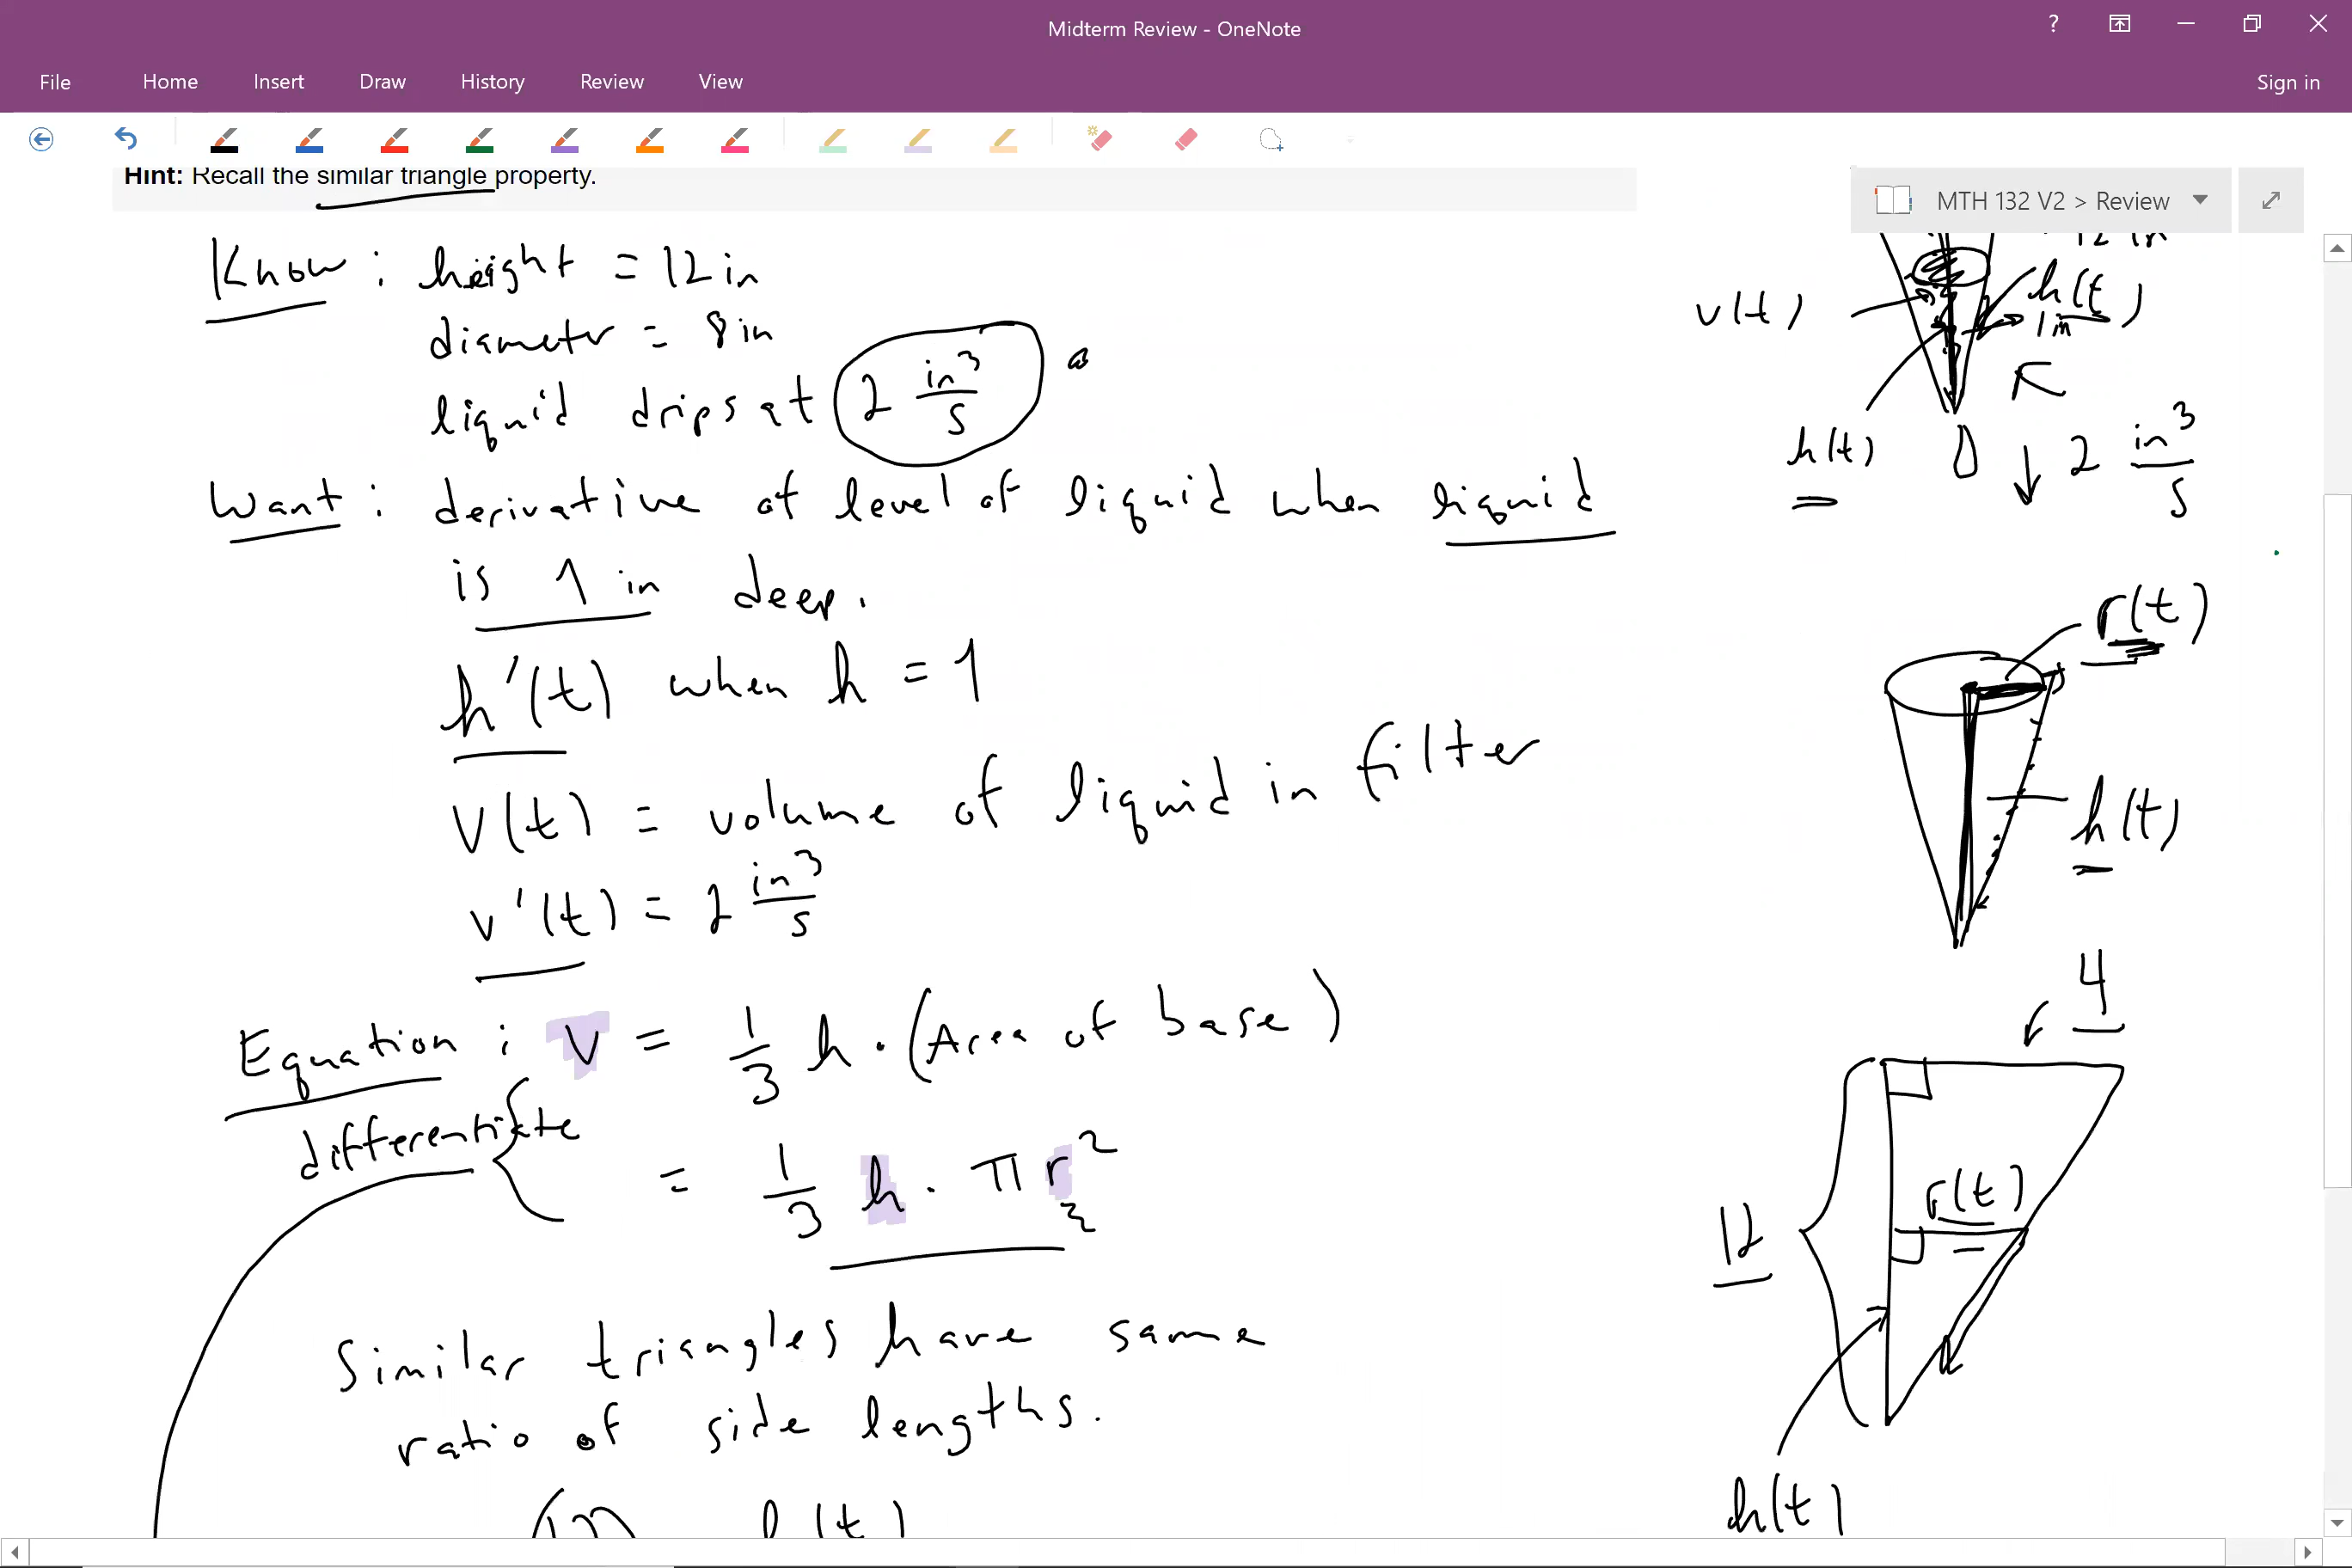 Midterm Review - OneNote
?
File Home Insert Draw History Review View
Sign in
Hint: Recall the similar triangle property.
MTH 132 V2 > Review
Know: height = 12 in
diameter = 8 in
liquid drips at 2 in³/s
Want: derivative of level of liquid when liquid
is 1 in deep.
h'(t) when h = 1
V(t) = volume of liquid in filter
v'(t) = 2 in³/s
Equation: V = 1/3 h · (Area of base)
differentiate
= 1/3 h · π r²
Similar triangles have same
ratio of side lengths.
12 in
v(t)
h(t)
1in
h(t)
2 in³/s
r(t)
h(t)
4
12
r(t)
h(t)